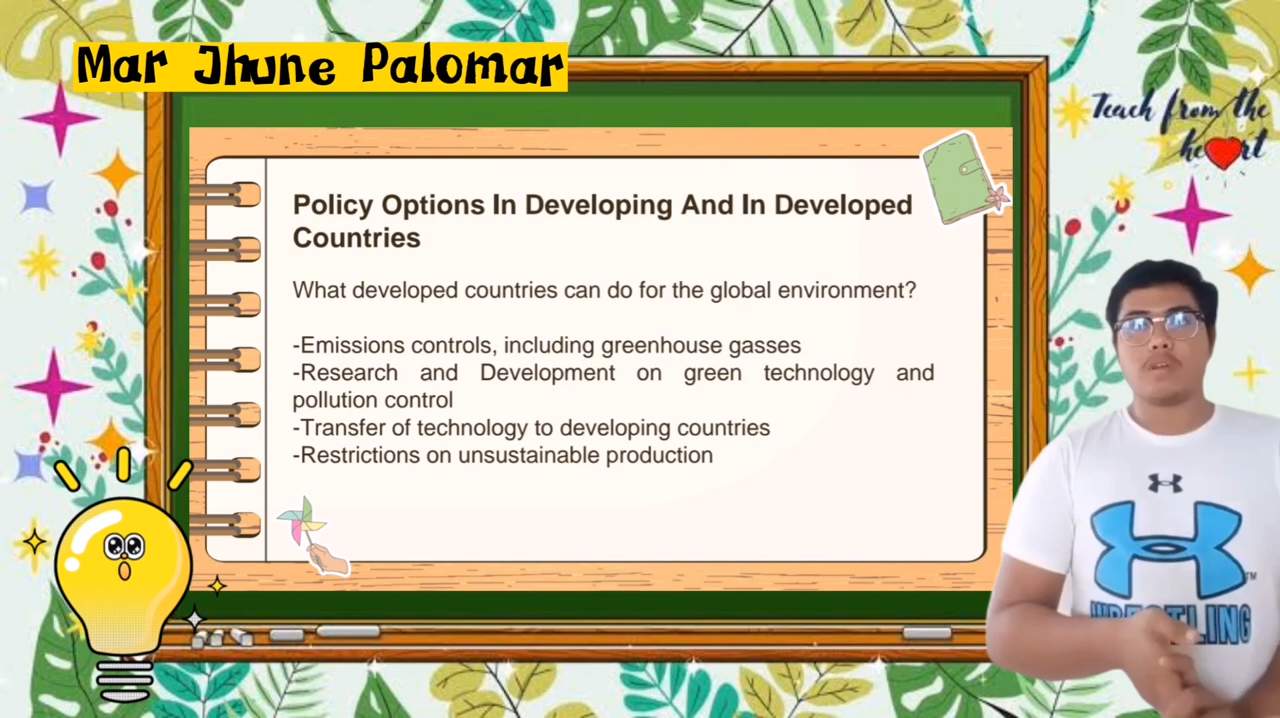 Mar Jhune Palomar
Teach from the
heart
Policy Options In Developing And In Developed
Countries
What developed countries can do for the global environment?
-Emissions controls, including greenhouse gasses
-Research and Development on green technology and
pollution control
-Transfer of technology to developing countries
-Restrictions on unsustainable production
TM
WRESTLING